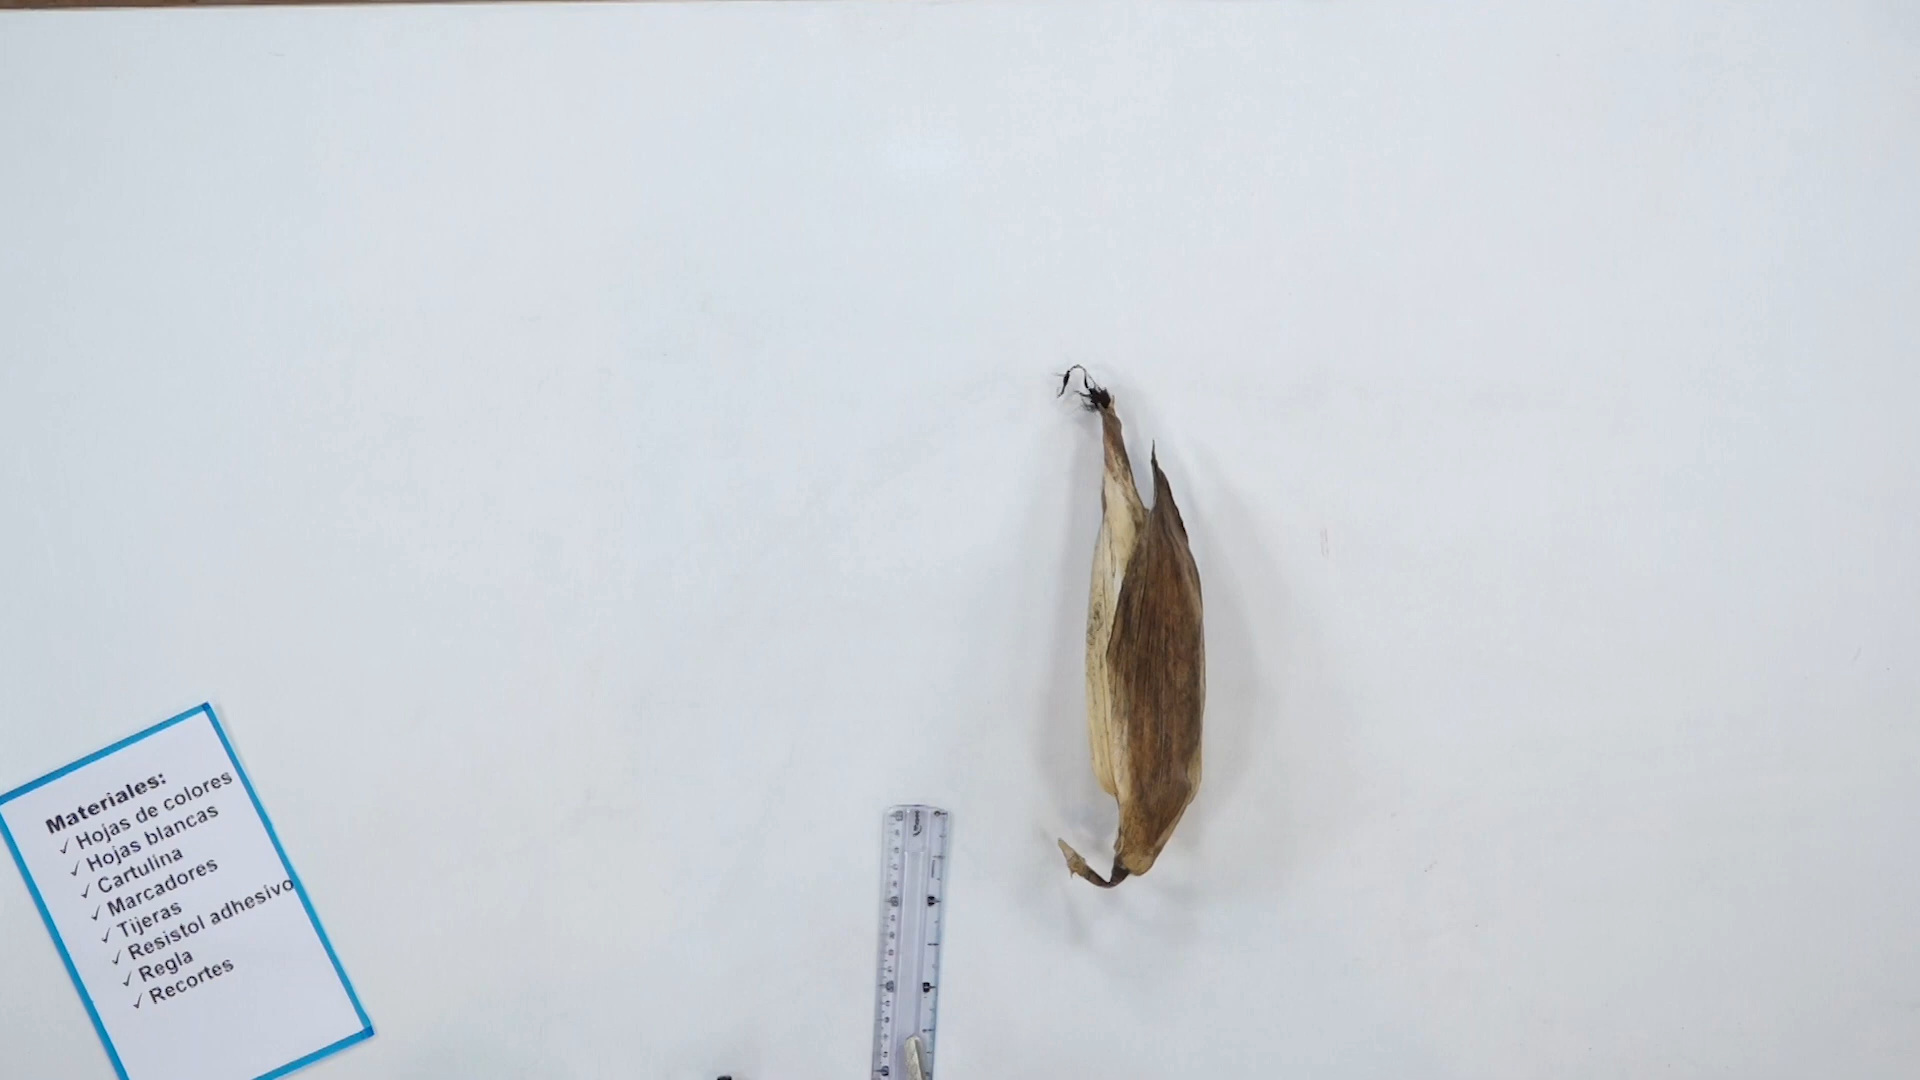 Materiales:
✓ Hojas de colores
✓ Hojas blancas
✓ Cartulina
✓ Marcadores
✓ Tijeras
✓ Resistol adhesivo
✓ Regla
✓ Recortes